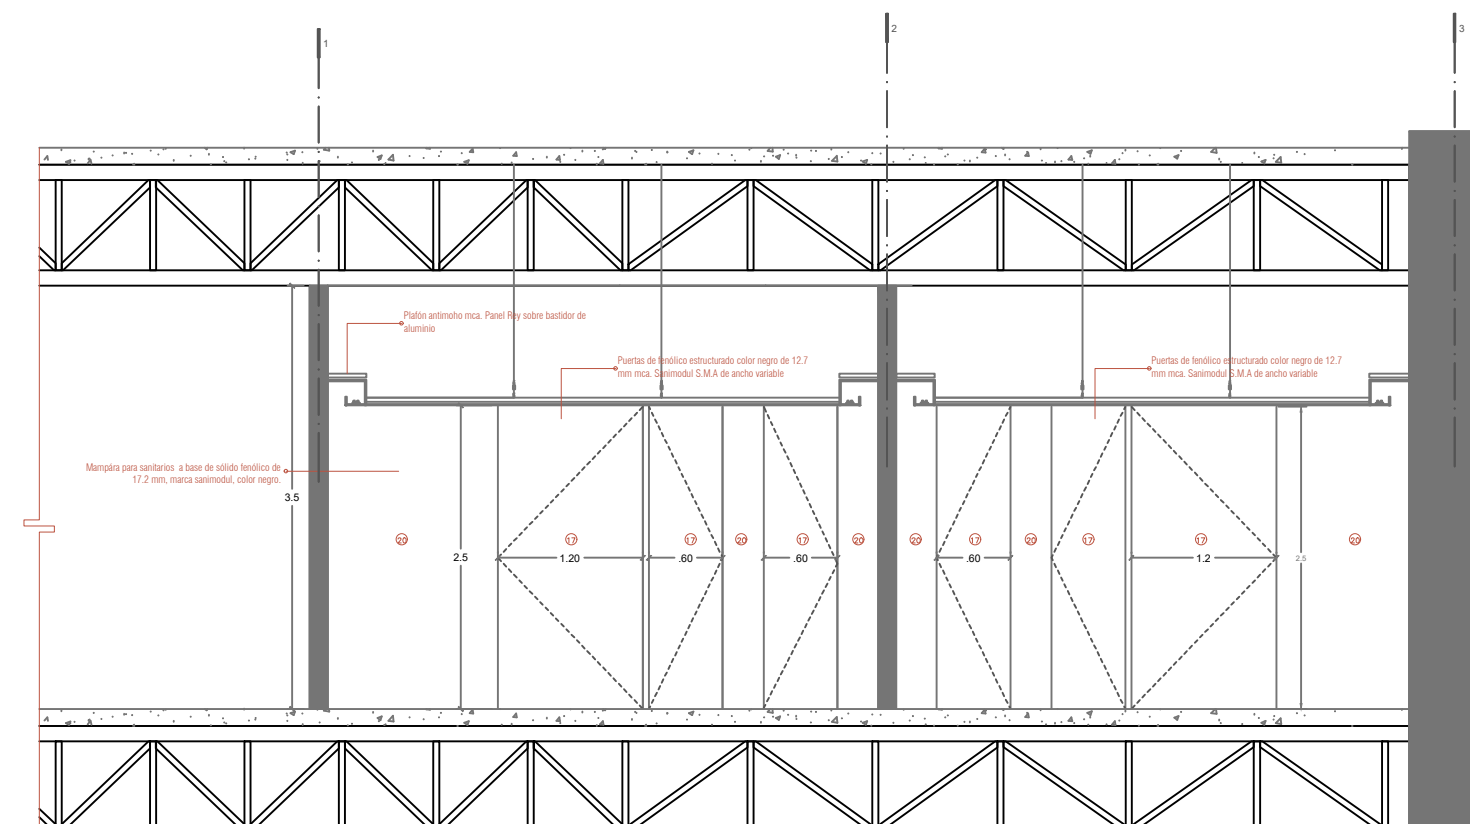 1
2
3
Plafón antimoho mca. Panel Rey sobre bastidor de
aluminio
Puertas de fenólico estructurado color negro de 12.7
mm mca. Sanimodul S.M.A de ancho variable
Puertas de fenólico estructurado color negro de 12.7
mm mca. Sanimodul S.M.A de ancho variable
Mampára para sanitarios a base de sólido fenólico de
17.2 mm, marca sanimodul, color negro.
3.5
20
17
17
20
17
20
20
17
20
17
17
20
2.5
1.20
.60
.60
.60
1.2
2.5